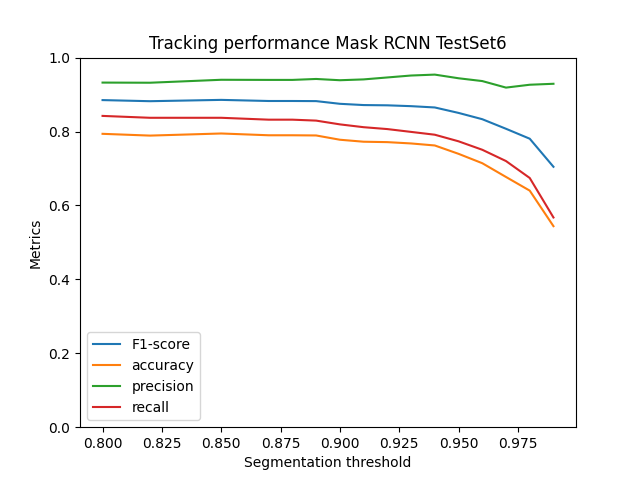 Tracking performance Mask RCNN TestSet6
1.0
0.8
0.6
0.4
0.2
0.0
Metrics
F1-score
accuracy
precision
recall
0.800 0.825 0.850 0.875 0.900 0.925 0.950 0.975
Segmentation threshold